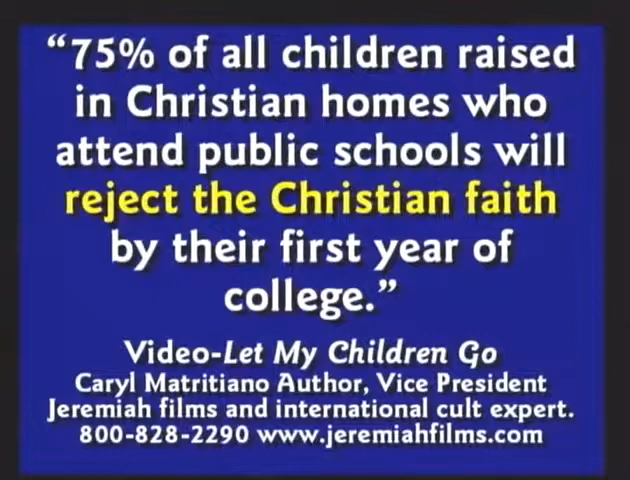 “75% of all children raised
in Christian homes who
attend public schools will
reject the Christian faith
by their first year of
college.”
Video-Let My Children Go
Caryl Matritiano Author, Vice President
Jeremiah films and international cult expert.
800-828-2290 www.jeremiahfilms.com